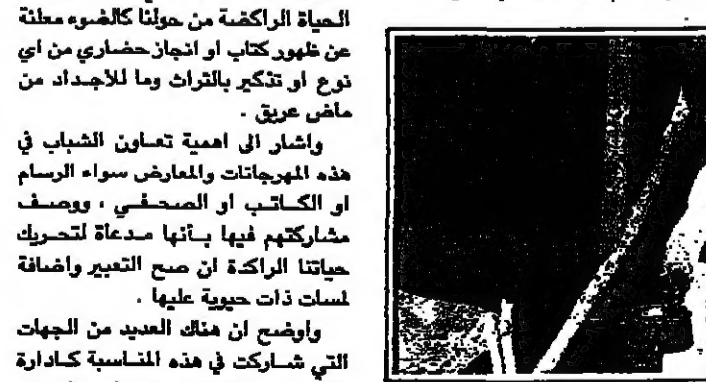 الحياة الراكضة من حولنا كالضوء معلنة
عن ظهور كتاب او انجاز حضاري من اي
نوع او تذكير بالتراث وما للأجداد من
ماض عريق .
واشار الى اهمية تعاون الشباب في
هذه المهرجانات والمعارض سواء الرسام
او الكاتب او الصحفي ، ووصف
مشاركتهم فيها بأنها مدعاة لتحريك
حياتنا الراكدة ان صح التعبير واضافة
لمسات ذات حيوية عليها .
واوضح ان هناك العديد من الجهات
التي شاركت في هذه المناسبة كادارة